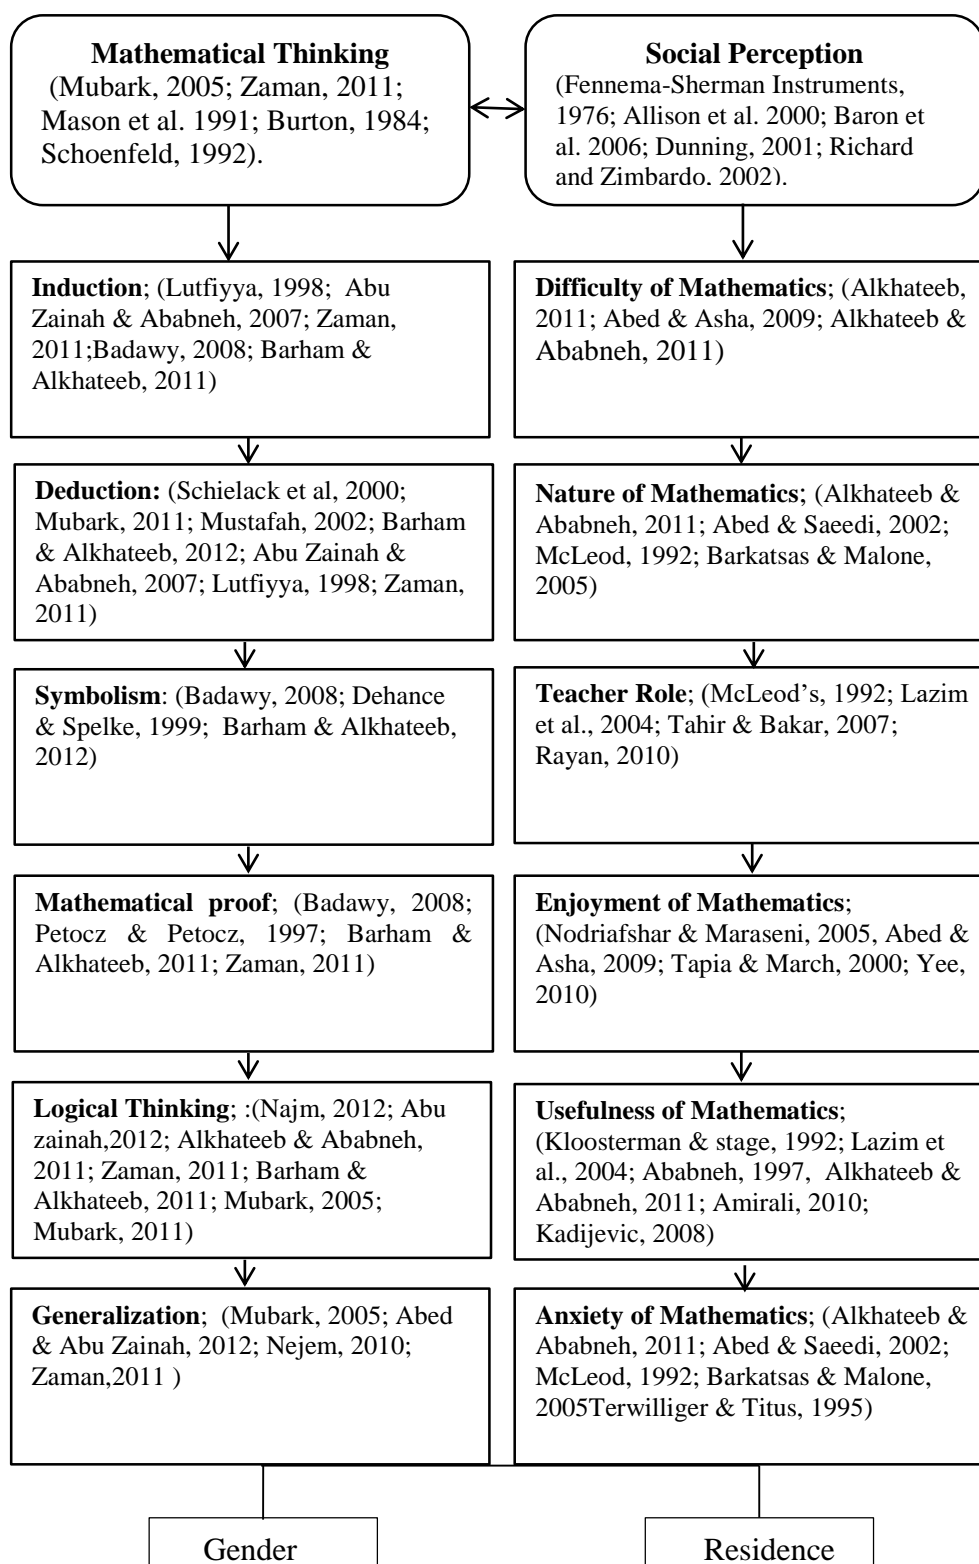 Mathematical Thinking
(Mubark, 2005; Zaman, 2011;
Mason et al. 1991; Burton, 1984;
Schoenfeld, 1992).
Social Perception
(Fennema-Sherman Instruments,
1976; Allison et al. 2000; Baron et
al. 2006; Dunning, 2001; Richard
and Zimbardo, 2002).
Induction; (Lutfiyya, 1998; Abu
Zainah & Ababneh, 2007; Zaman,
2011;Badawy, 2008; Barham &
Alkhateeb, 2011)
Difficulty of Mathematics; (Alkhateeb,
2011; Abed & Asha, 2009; Alkhateeb &
Ababneh, 2011)
Deduction: (Schielack et al, 2000;
Mubark, 2011; Mustafah, 2002; Barham
& Alkhateeb, 2012; Abu Zainah &
Ababneh, 2007; Lutfiyya, 1998; Zaman,
2011)
Nature of Mathematics; (Alkhateeb &
Ababneh, 2011; Abed & Saeedi, 2002;
McLeod, 1992; Barkatsas & Malone,
2005)
Symbolism: (Badawy, 2008; Dehance
& Spelke, 1999; Barham & Alkhateeb,
2012)
Teacher Role; (McLeod’s, 1992; Lazim
et al., 2004; Tahir & Bakar, 2007;
Rayan, 2010)
Mathematical proof; (Badawy, 2008;
Petocz & Petocz, 1997; Barham &
Alkhateeb, 2011; Zaman, 2011)
Enjoyment of Mathematics;
(Nodriafshar & Maraseni, 2005, Abed &
Asha, 2009; Tapia & March, 2000; Yee,
2010)
Logical Thinking; :(Najm, 2012; Abu
zainah,2012; Alkhateeb & Ababneh,
2011; Zaman, 2011; Barham &
Alkhateeb, 2011; Mubark, 2005;
Mubark, 2011)
Usefulness of Mathematics;
(Kloosterman & stage, 1992; Lazim et
al., 2004; Ababneh, 1997, Alkhateeb &
Ababneh, 2011; Amirali, 2010;
Kadijevic, 2008)
Generalization; (Mubark, 2005; Abed
& Abu Zainah, 2012; Nejem, 2010;
Zaman,2011 )
Anxiety of Mathematics; (Alkhateeb &
Ababneh, 2011; Abed & Saeedi, 2002;
McLeod, 1992; Barkatsas & Malone,
2005Terwilliger & Titus, 1995)
Gender
Residence